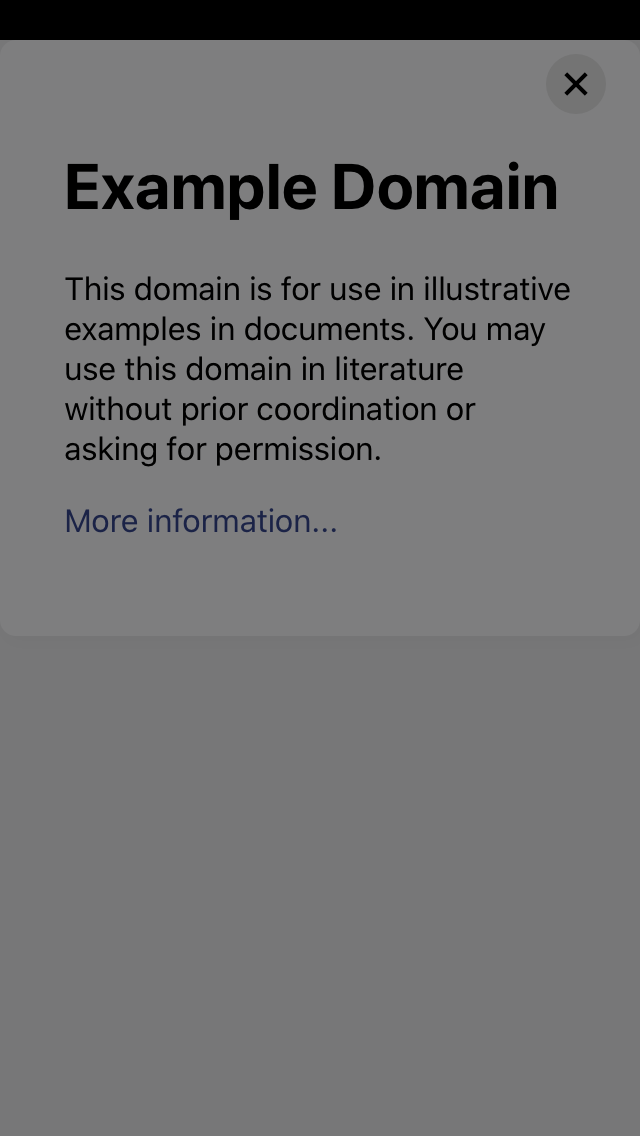 Example Domain
This domain is for use in illustrative
examples in documents. You may
use this domain in literature
without prior coordination or
asking for permission.
More information...